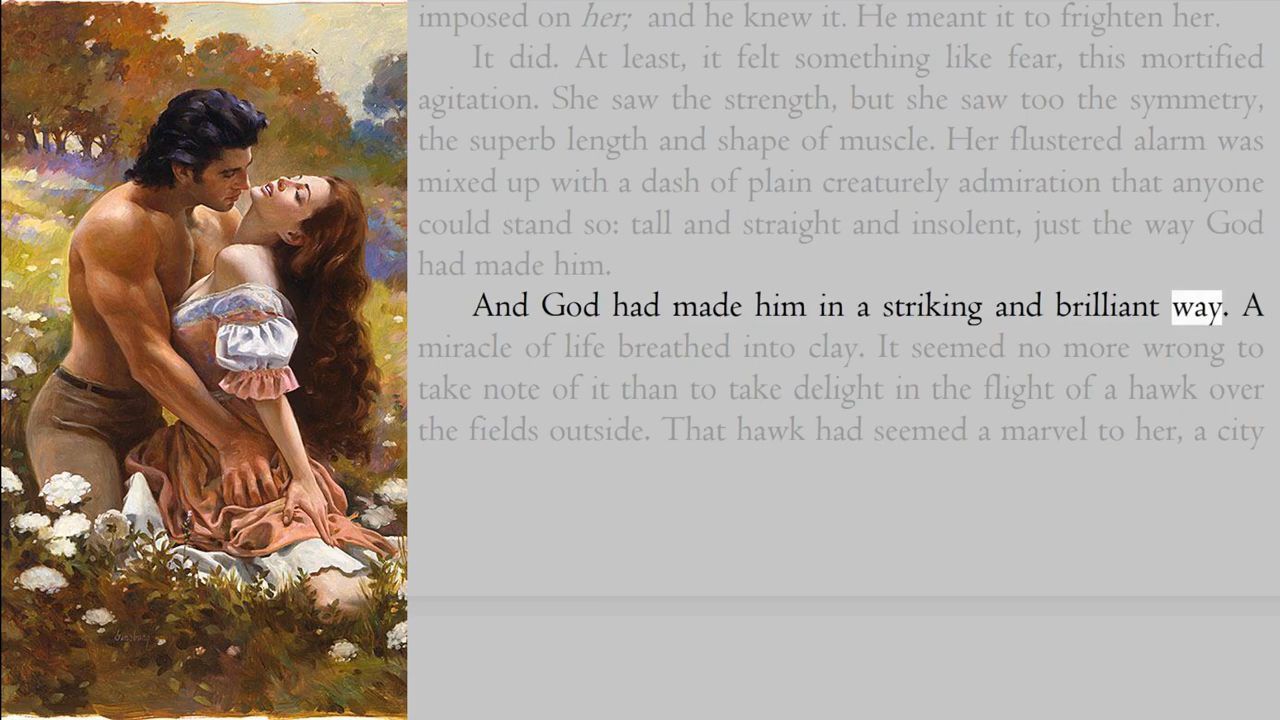 imposed on her; and he knew it. He meant it to frighten her.
It did. At least, it felt something like fear, this mortified
agitation. She saw the strength, but she saw too the symmetry,
the superb length and shape of muscle. Her flustered alarm was
mixed up with a dash of plain creaturely admiration that anyone
could stand so: tall and straight and insolent, just the way God
had made him.
And God had made him in a striking and brilliant way. A
miracle of life breathed into clay. It seemed no more wrong to
take note of it than to take delight in the flight of a hawk over
the fields outside. That hawk had seemed a marvel to her, a city